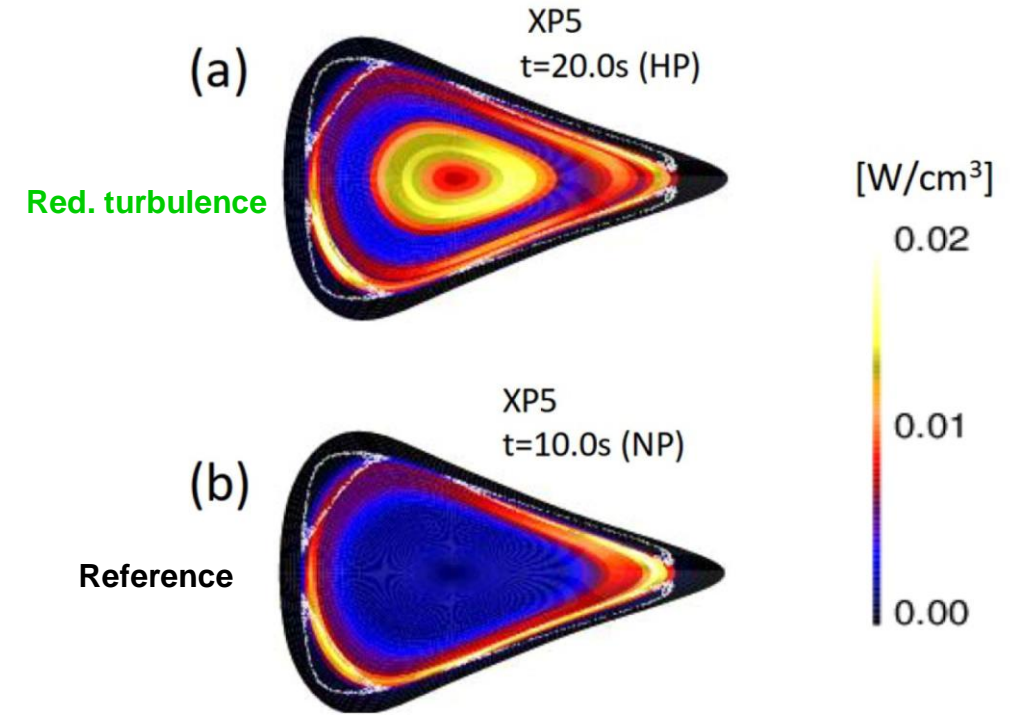 XP5
t=20.0s (HP)
(a)
Red. turbulence
[W/cm³]
0.02
0.01
0.00
XP5
t=10.0s (NP)
(b)
Reference